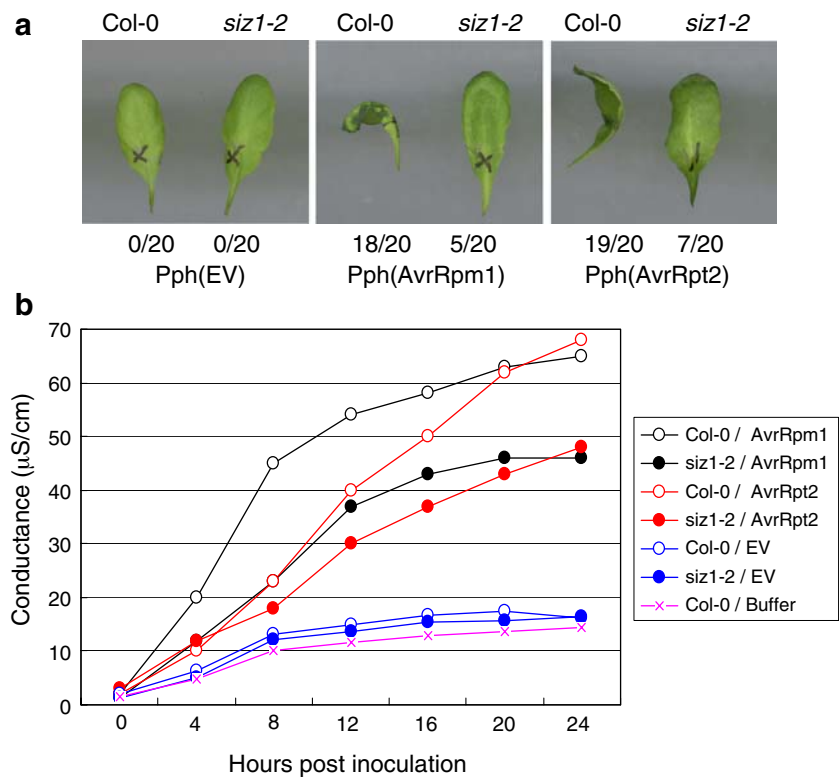 a
Col-0 siz1-2 Col-0 siz1-2 Col-0 siz1-2
0/20 0/20 18/20 5/20 19/20 7/20
Pph(EV) Pph(AvrRpm1) Pph(AvrRpt2)
b
70
60
50
40
30
20
10
0
Conductance (µS/cm)
0 4 8 12 16 20 24
Hours post inoculation
Col-0 / AvrRpm1
siz1-2 / AvrRpm1
Col-0 / AvrRpt2
siz1-2 / AvrRpt2
Col-0 / EV
siz1-2 / EV
Col-0 / Buffer